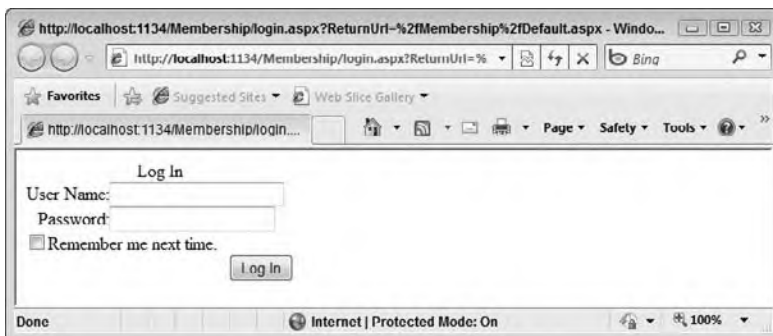 http://localhost:1134/Membership/login.aspx?ReturnUrl=%2fMembership%2fDefault.aspx - Windo...
http://localhost:1134/Membership/login.aspx?ReturnUrl=% Bing
Favorites Suggested Sites Web Slice Gallery
http://localhost:1134/Membership/login.... Page Safety Tools »
Log In
User Name:
Password:
Remember me next time.
Log In
Done Internet | Protected Mode: On 100%